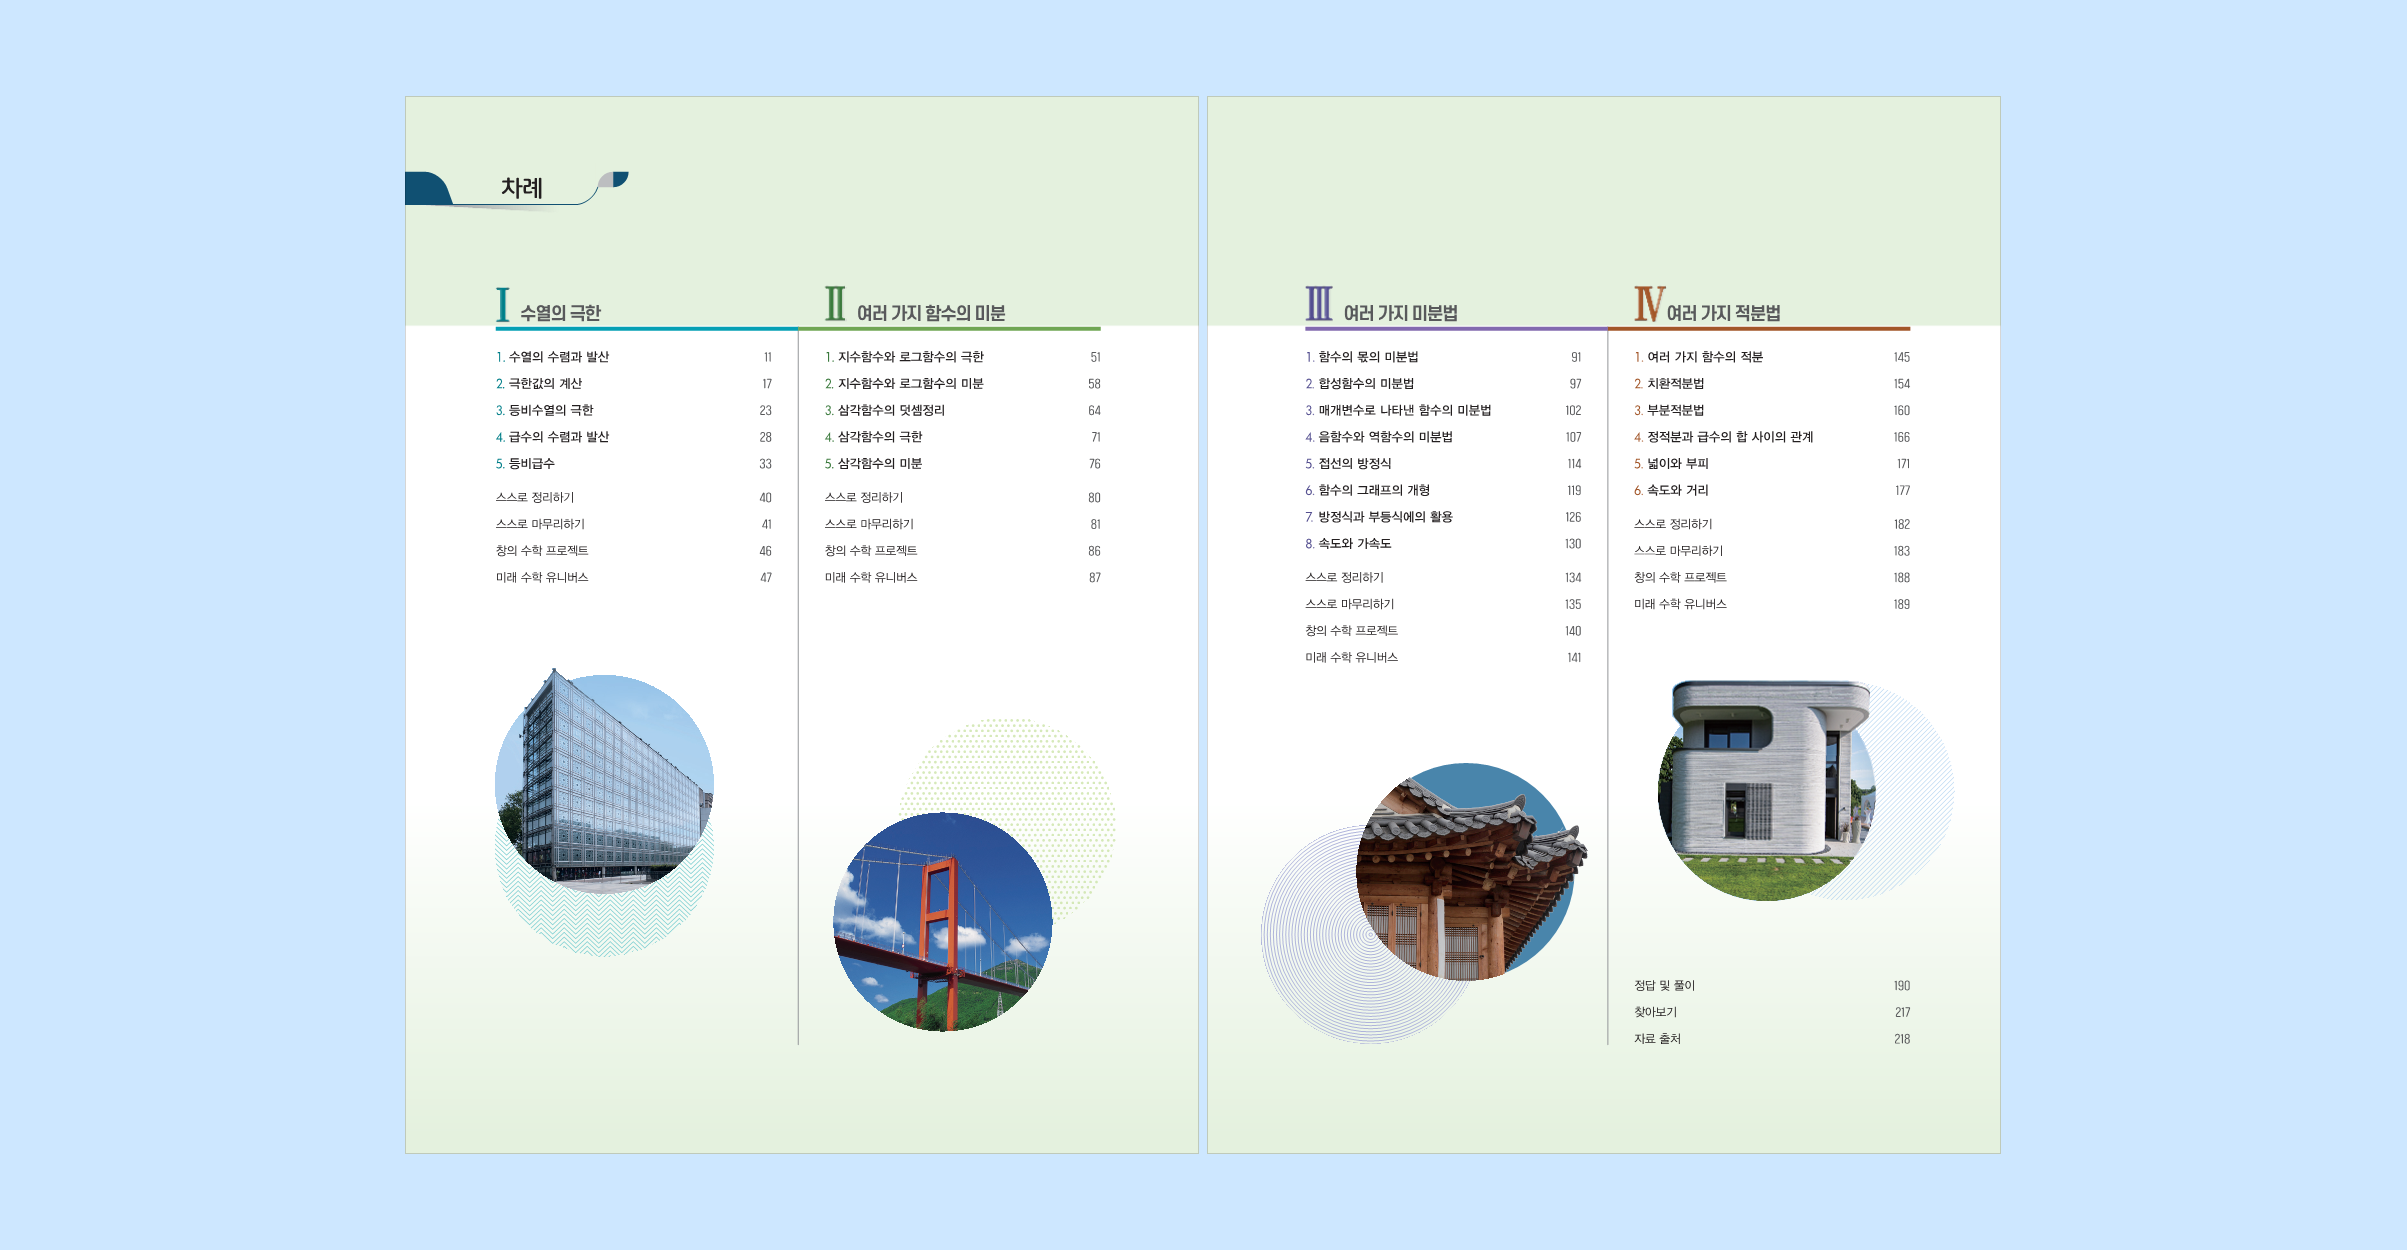 차례
Ⅰ 수열의 극한
1. 수열의 수렴과 발산 11
2. 극한값의 계산 17
3. 등비수열의 극한 23
4. 급수의 수렴과 발산 28
5. 등비급수 33
스스로 정리하기 40
스스로 마무리하기 41
창의 수학 프로젝트 46
미래 수학 유니버스 47
Ⅱ 여러 가지 함수의 미분
1. 지수함수와 로그함수의 극한 51
2. 지수함수와 로그함수의 미분 58
3. 삼각함수의 덧셈정리 64
4. 삼각함수의 극한 71
5. 삼각함수의 미분 76
스스로 정리하기 80
스스로 마무리하기 81
창의 수학 프로젝트 86
미래 수학 유니버스 87
Ⅲ 여러 가지 미분법
1. 함수의 몫의 미분법 91
2. 합성함수의 미분법 97
3. 매개변수로 나타낸 함수의 미분법 102
4. 음함수와 역함수의 미분법 107
5. 접선의 방정식 114
6. 함수의 그래프의 개형 119
7. 방정식과 부등식에의 활용 126
8. 속도와 가속도 130
스스로 정리하기 134
스스로 마무리하기 135
창의 수학 프로젝트 140
미래 수학 유니버스 141
Ⅳ 여러 가지 적분법
1. 여러 가지 함수의 적분 145
2. 치환적분법 154
3. 부분적분법 160
4. 정적분과 급수의 합 사이의 관계 166
5. 넓이와 부피 171
6. 속도와 거리 177
스스로 정리하기 182
스스로 마무리하기 183
창의 수학 프로젝트 188
미래 수학 유니버스 189
정답 및 풀이 190
찾아보기 217
자료 출처 218